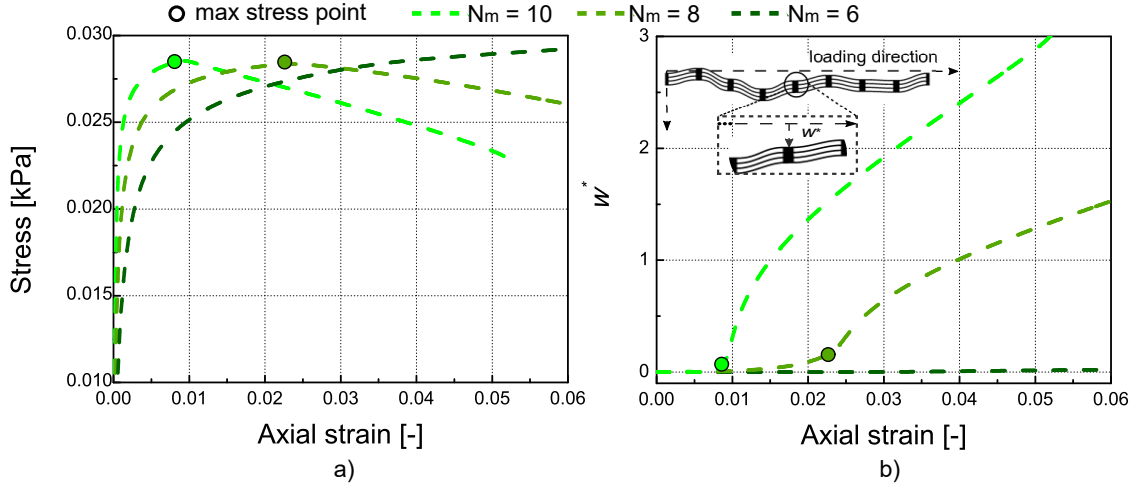 max stress point Nm = 10 Nm = 8 Nm = 6
Stress [kPa]
0.030
0.025
0.020
0.015
0.010
0.00 0.01 0.02 0.03 0.04 0.05 0.06
Axial strain [-]
a)
w*
3
2
1
0
loading direction
w*
0.00 0.01 0.02 0.03 0.04 0.05 0.06
Axial strain [-]
b)